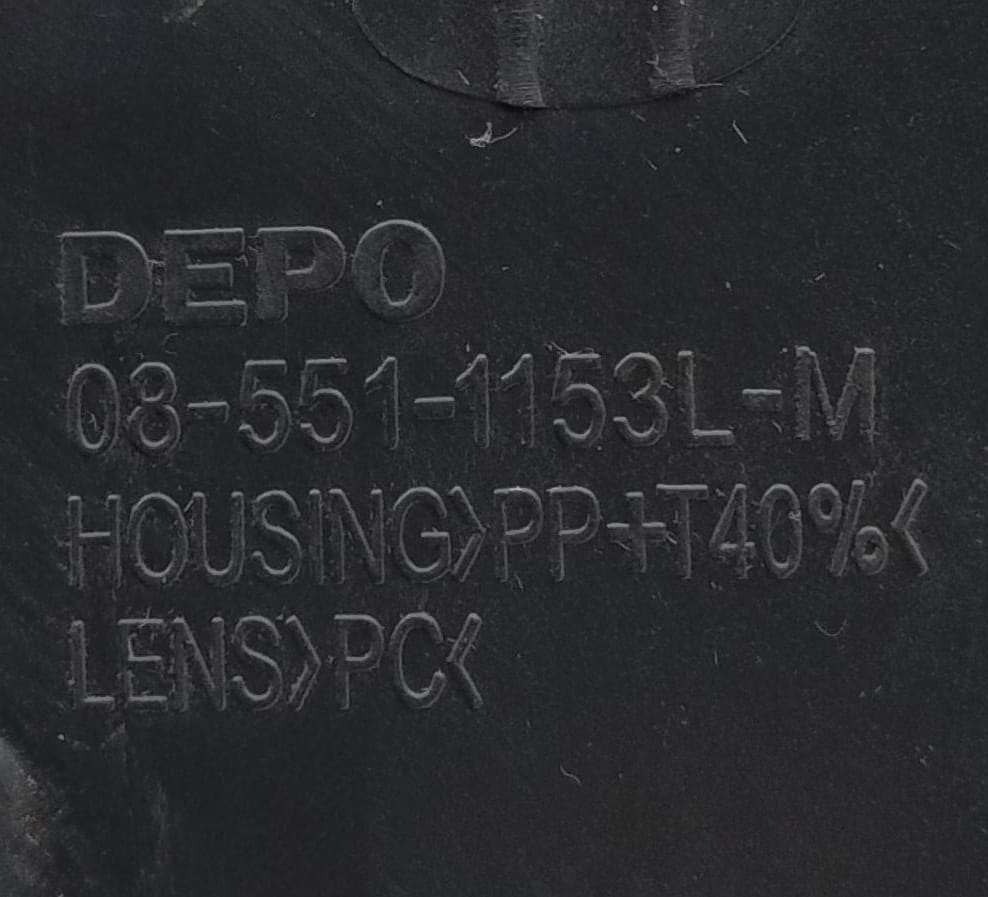 DEPO
08-551-1153L-M
HOUSING>PP+T40%<
LENS>PC<